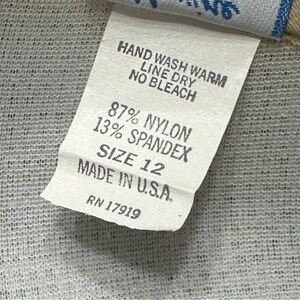 HAND WASH WARM
LINE DRY
NO BLEACH
87% NYLON
13% SPANDEX
SIZE 12
MADE IN U.S.A.
RN 17919